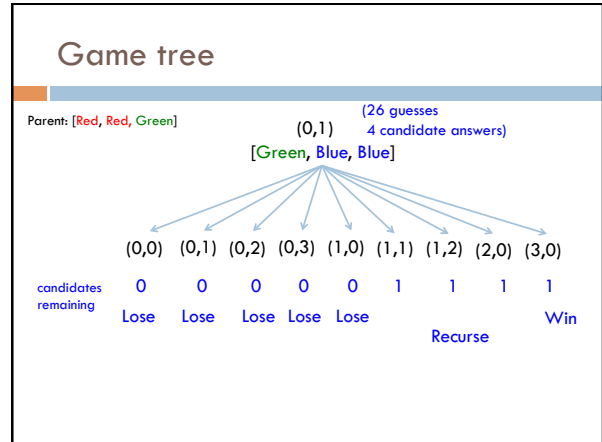 Game tree
Parent: [Red, Red, Green]
(0,1)
(26 guesses
4 candidate answers)
[Green, Blue, Blue]
(0,0) (0,1) (0,2) (0,3) (1,0) (1,1) (1,2) (2,0) (3,0)
candidates
remaining
0 0 0 0 0 1 1 1 1
Lose Lose Lose Lose Lose Win
Recurse